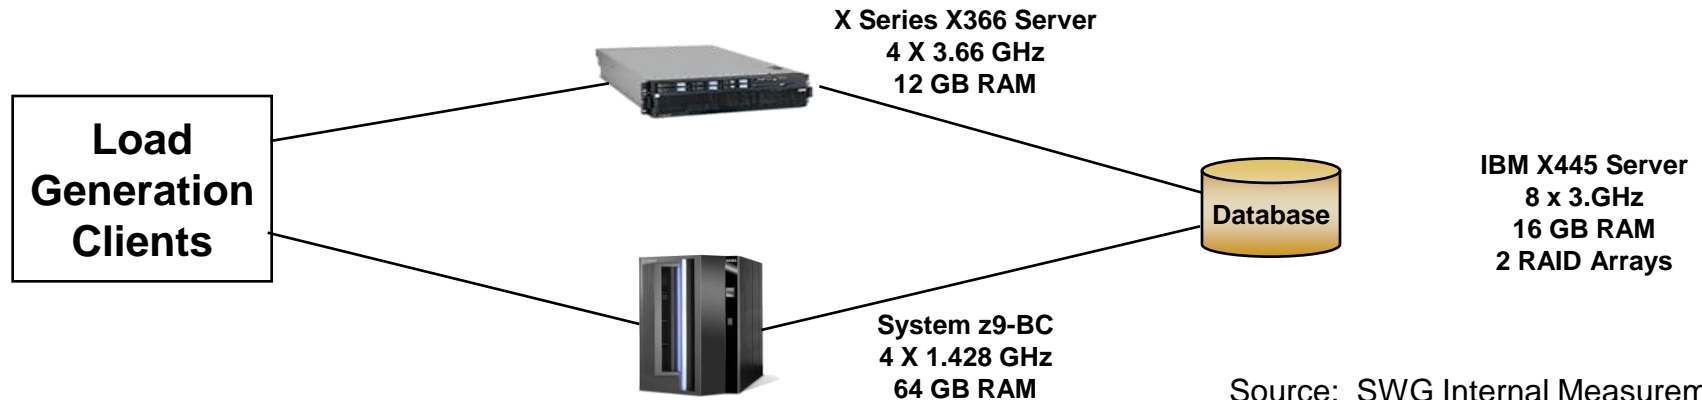 X Series X366 Server
4 X 3.66 GHz
12 GB RAM
Load
Generation
Clients
Database
IBM X445 Server
8 x 3.GHz
16 GB RAM
2 RAID Arrays
System z9-BC
4 X 1.428 GHz
64 GB RAM
Source: SWG Internal